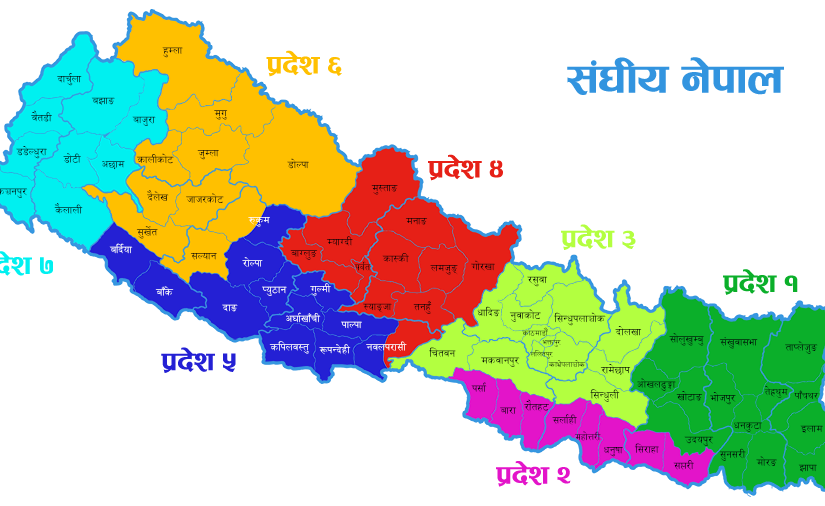 संघीय नेपाल
प्रदेश ६
हुम्ला
मुगु
डोल्पा
जुम्ला
कालीकोट
दैलेख
जाजरकोट
सुर्खेत
सल्यान
दार्चुला
बझाङ
बैतडी
बाजुरा
डडेल्धुरा
डोटी
अछाम
कञ्चनपुर
कैलाली
देश ७
प्रदेश ४
मुस्ताङ
मनाङ
म्याग्दी
बाग्लुङ
पर्वत
कास्की
लमजुङ
गोरखा
स्याङजा
तनहुँ
रुकुम
बर्दिया
रोल्पा
बाँके
दाङ
प्युटान
गुल्मी
अर्घाखाँची
पाल्पा
कपिलवस्तु
रूपन्देही
नवलपरासी
प्रदेश ५
प्रदेश ३
रसुवा
धादिङ
नुवाकोट
सिन्धुपलाञ्चोक
दोलखा
काठमाडौं
भक्तपुर
ललितपुर
काभ्रेपलाञ्चोक
चितवन
मकवानपुर
रामेछाप
सिन्धुली
प्रदेश १
सोलुखुम्बु
संखुवासभा
ताप्लेजुङ
ओखलढुङ्गा
खोटाङ
भोजपुर
तेह्रथुम
पाँचथर
धनकुटा
इलाम
उदयपुर
सुनसरी
मोरङ
झापा
पर्सा
बारा
रौतहट
सर्लाही
महोत्तरी
धनुषा
सिराहा
सप्तरी
प्रदेश २